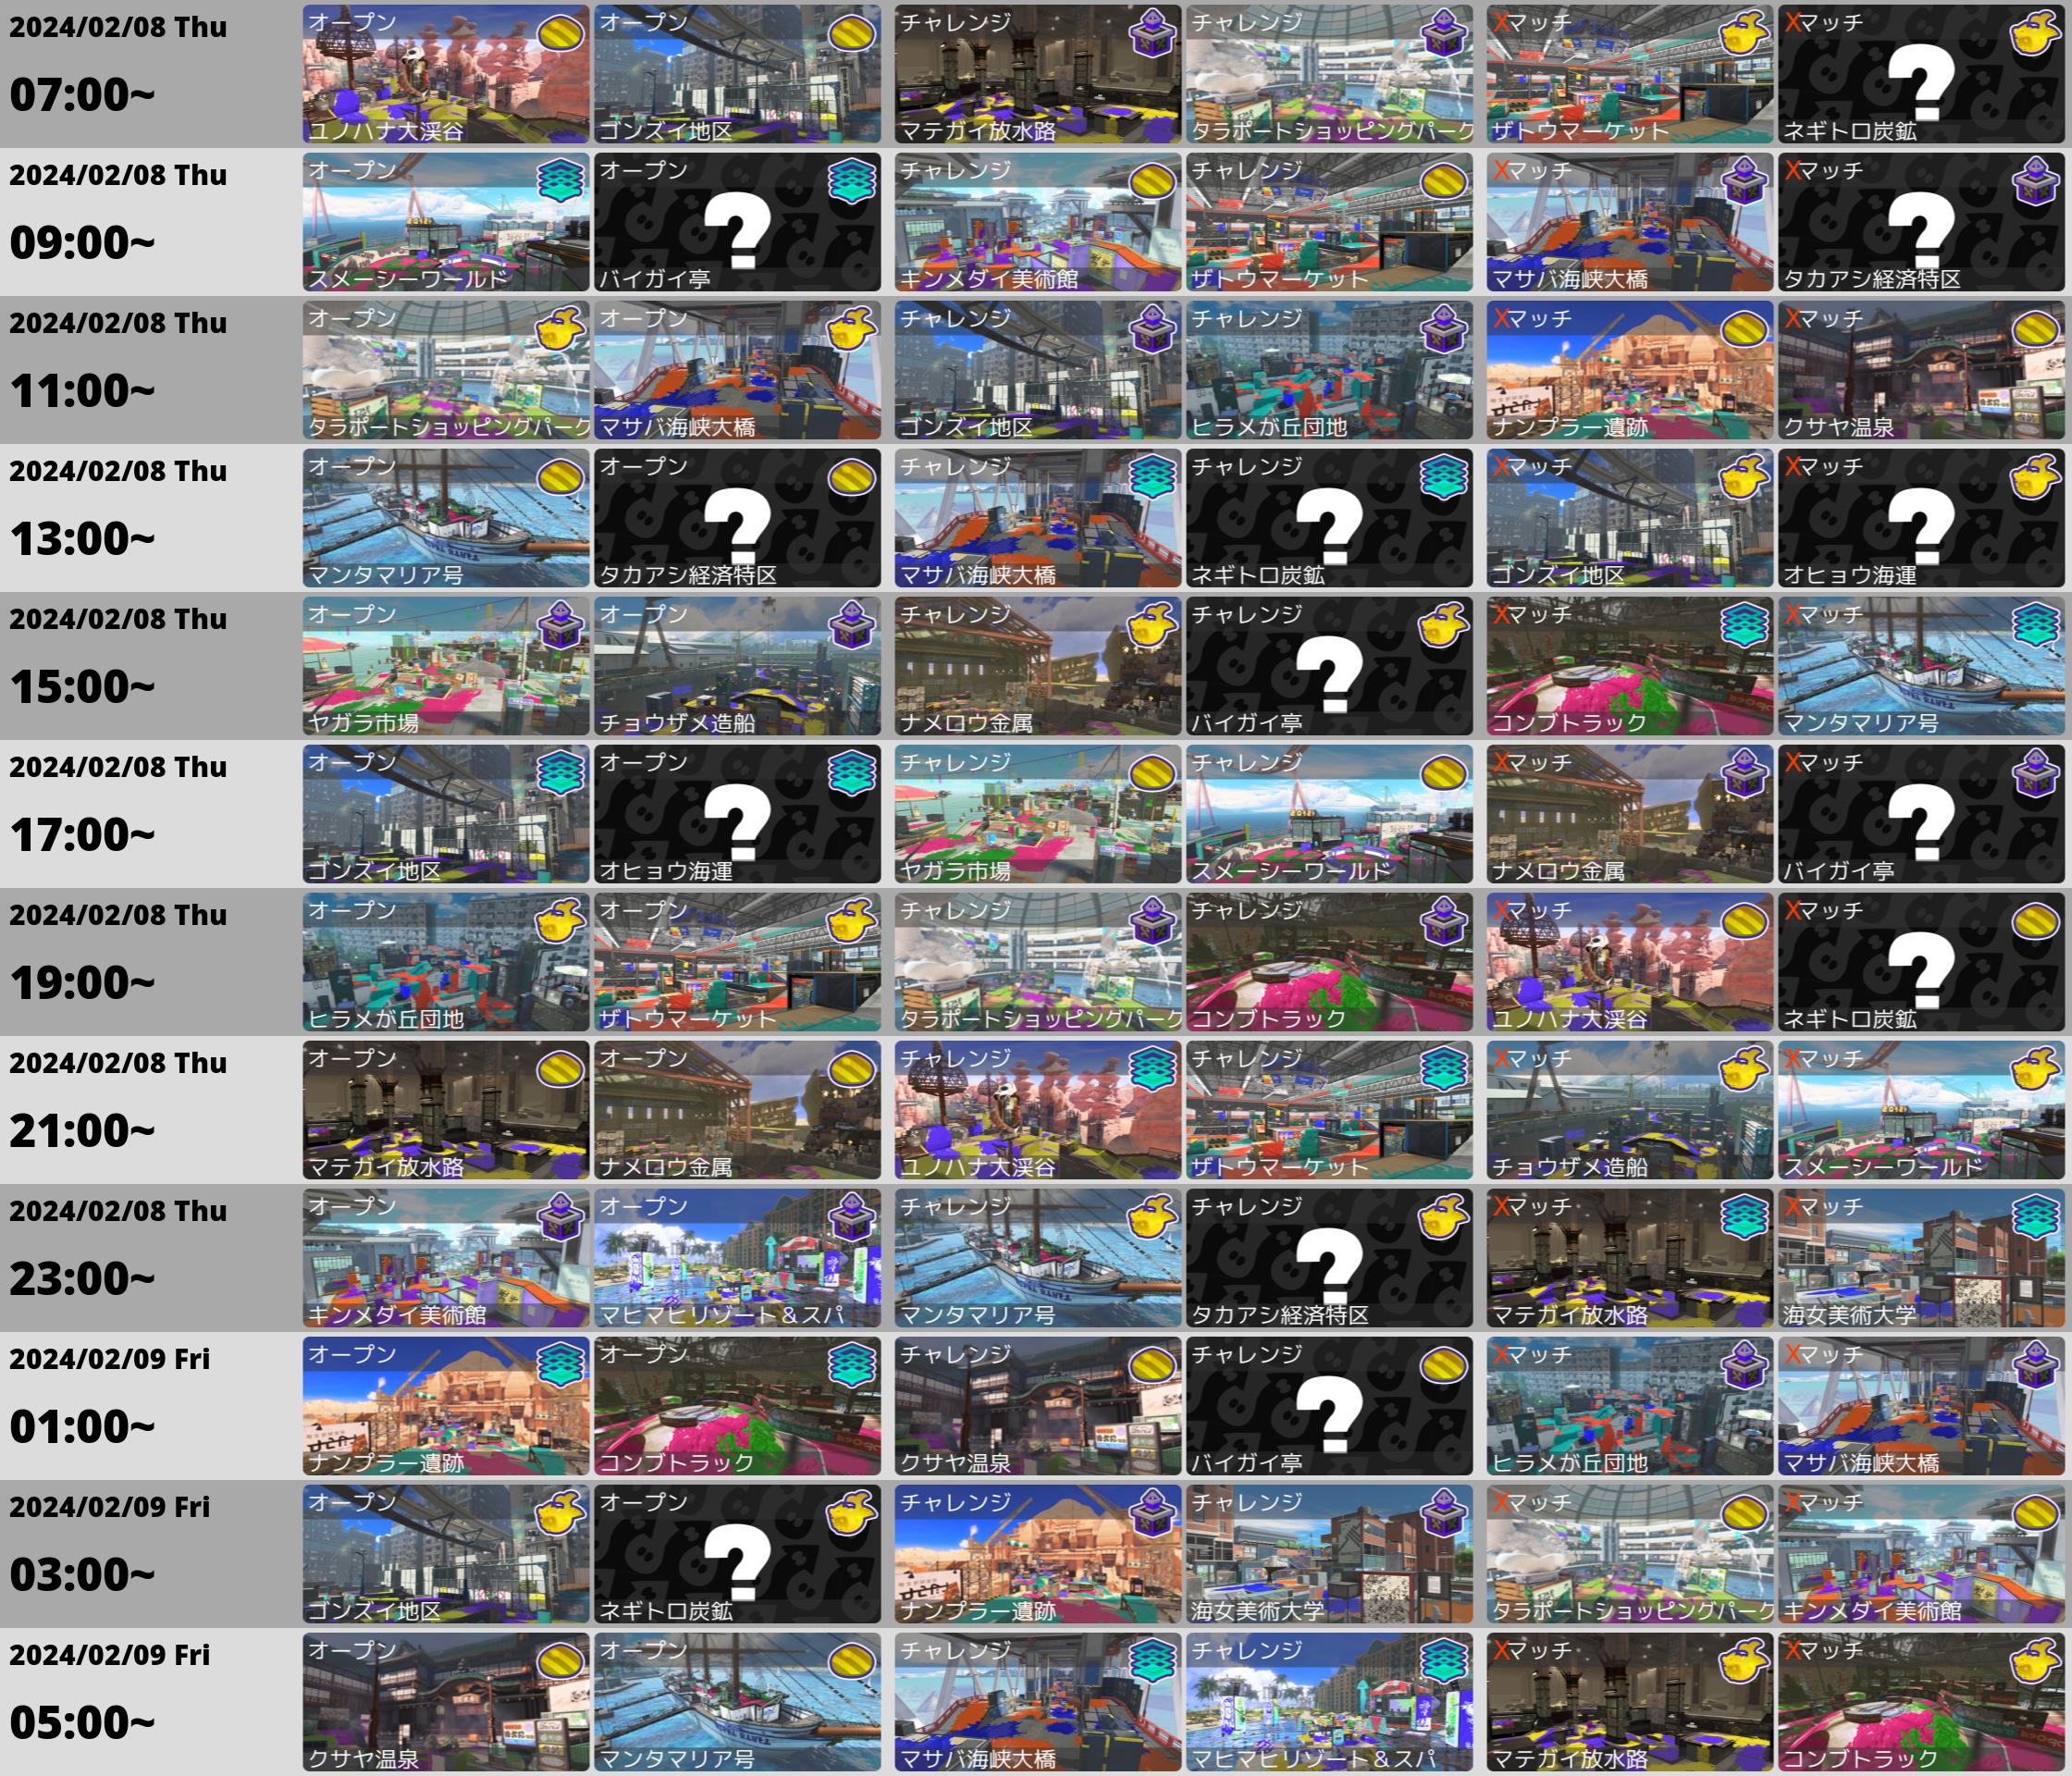 2024/02/08 Thu
07:00~
オープン
ユノハナ大渓谷
オープン
ゴンズイ地区
チャレンジ
マテガイ放水路
チャレンジ
タラポートショッピングパーク
Xマッチ
ザトウマーケット
Xマッチ
?
ネギトロ炭鉱
2024/02/08 Thu
09:00~
オープン
スメーシーワールド
オープン
?
バイガイ亭
チャレンジ
キンメダイ美術館
チャレンジ
ザトウマーケット
Xマッチ
マサバ海峡大橋
Xマッチ
?
タカアシ経済特区
2024/02/08 Thu
11:00~
オープン
タラポートショッピングパーク
オープン
マサバ海峡大橋
チャレンジ
ゴンズイ地区
チャレンジ
ヒラメが丘団地
Xマッチ
ナンプラー遺跡
Xマッチ
クサヤ温泉
2024/02/08 Thu
13:00~
オープン
マンタマリア号
オープン
?
タカアシ経済特区
チャレンジ
マサバ海峡大橋
チャレンジ
?
ネギトロ炭鉱
Xマッチ
ゴンズイ地区
Xマッチ
?
オヒョウ海運
2024/02/08 Thu
15:00~
オープン
ヤガラ市場
オープン
チョウザメ造船
チャレンジ
ナメロウ金属
チャレンジ
?
バイガイ亭
Xマッチ
コンブトラック
Xマッチ
マンタマリア号
2024/02/08 Thu
17:00~
オープン
ゴンズイ地区
オープン
?
オヒョウ海運
チャレンジ
ヤガラ市場
チャレンジ
スメーシーワールド
Xマッチ
ナメロウ金属
Xマッチ
?
バイガイ亭
2024/02/08 Thu
19:00~
オープン
ヒラメが丘団地
オープン
ザトウマーケット
チャレンジ
タラポートショッピングパーク
チャレンジ
コンブトラック
Xマッチ
ユノハナ大渓谷
Xマッチ
?
ネギトロ炭鉱
2024/02/08 Thu
21:00~
オープン
マテガイ放水路
オープン
ナメロウ金属
チャレンジ
ユノハナ大渓谷
チャレンジ
ザトウマーケット
Xマッチ
チョウザメ造船
Xマッチ
スメーシーワールド
2024/02/08 Thu
23:00~
オープン
キンメダイ美術館
オープン
マヒマヒリゾート&スパ
チャレンジ
マンタマリア号
チャレンジ
?
タカアシ経済特区
Xマッチ
マテガイ放水路
Xマッチ
海女美術大学
2024/02/09 Fri
01:00~
オープン
ナンプラー遺跡
オープン
コンブトラック
チャレンジ
クサヤ温泉
チャレンジ
?
バイガイ亭
Xマッチ
ヒラメが丘団地
Xマッチ
マサバ海峡大橋
2024/02/09 Fri
03:00~
オープン
ゴンズイ地区
オープン
?
ネギトロ炭鉱
チャレンジ
ナンプラー遺跡
チャレンジ
海女美術大学
Xマッチ
タラポートショッピングパーク
Xマッチ
キンメダイ美術館
2024/02/09 Fri
05:00~
オープン
クサヤ温泉
オープン
マンタマリア号
チャレンジ
マサバ海峡大橋
チャレンジ
マヒマヒリゾート&スパ
Xマッチ
マテガイ放水路
Xマッチ
コンブトラック